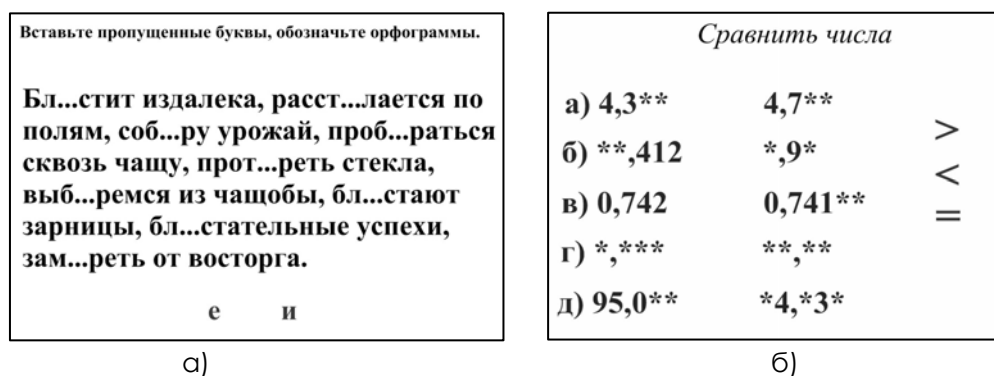 Вставьте пропущенные буквы, обозначьте орфограммы.
Бл...стит издалека, расст...лается по
полям, соб...ру урожай, проб...раться
сквозь чащу, прот...реть стекла,
выб...ремся из чащобы, бл...стают
зарницы, бл...стательные успехи,
зам...реть от восторга.
е и
а)
Сравнить числа
а) 4,3** 4,7**
>
б) **,412 *,9*
<
в) 0,742 0,741**
=
г) *,*** **,**
д) 95,0** *4,*3*
б)